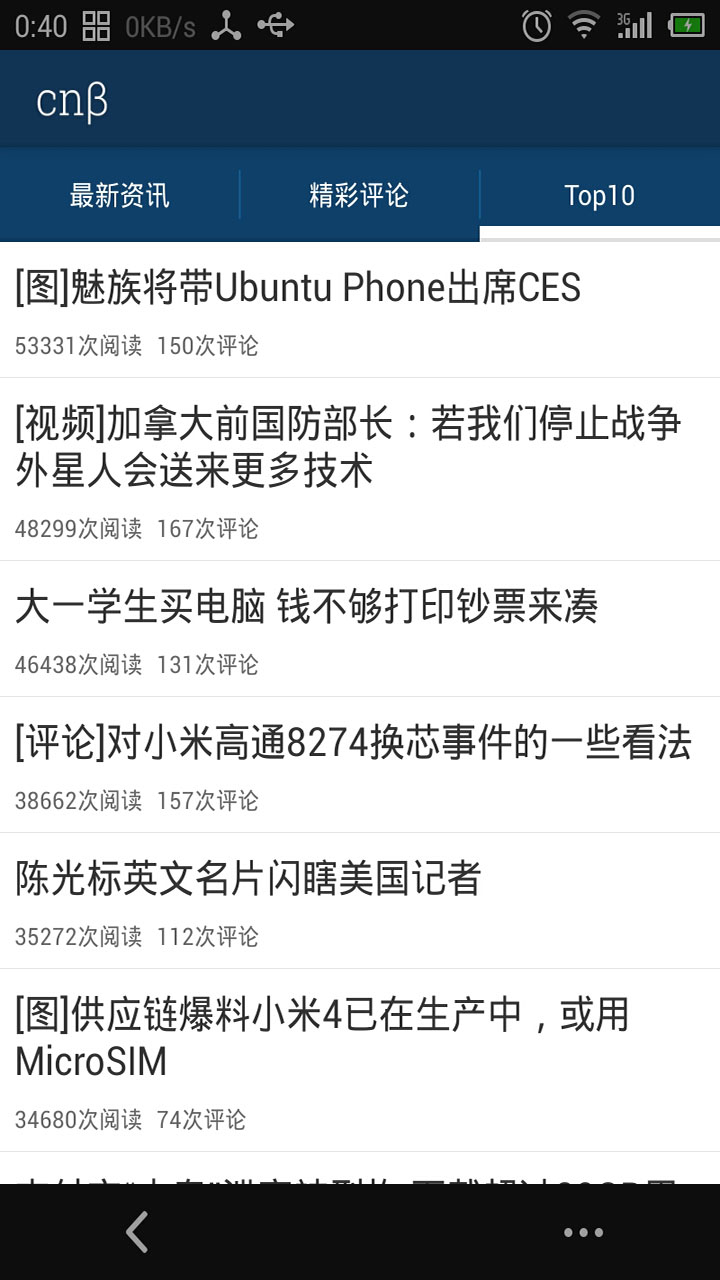 0:40 0KB/s 3G
cnβ
最新资讯 精彩评论 Top10
[图]魅族将带Ubuntu Phone出席CES
53331次阅读 150次评论
[视频]加拿大前国防部长：若我们停止战争
外星人会送来更多技术
48299次阅读 167次评论
大一学生买电脑 钱不够打印钞票来凑
46438次阅读 131次评论
[评论]对小米高通8274换芯事件的一些看法
38662次阅读 157次评论
陈光标英文名片闪瞎美国记者
35272次阅读 112次评论
[图]供应链爆料小米4已在生产中，或用
MicroSIM
34680次阅读 74次评论